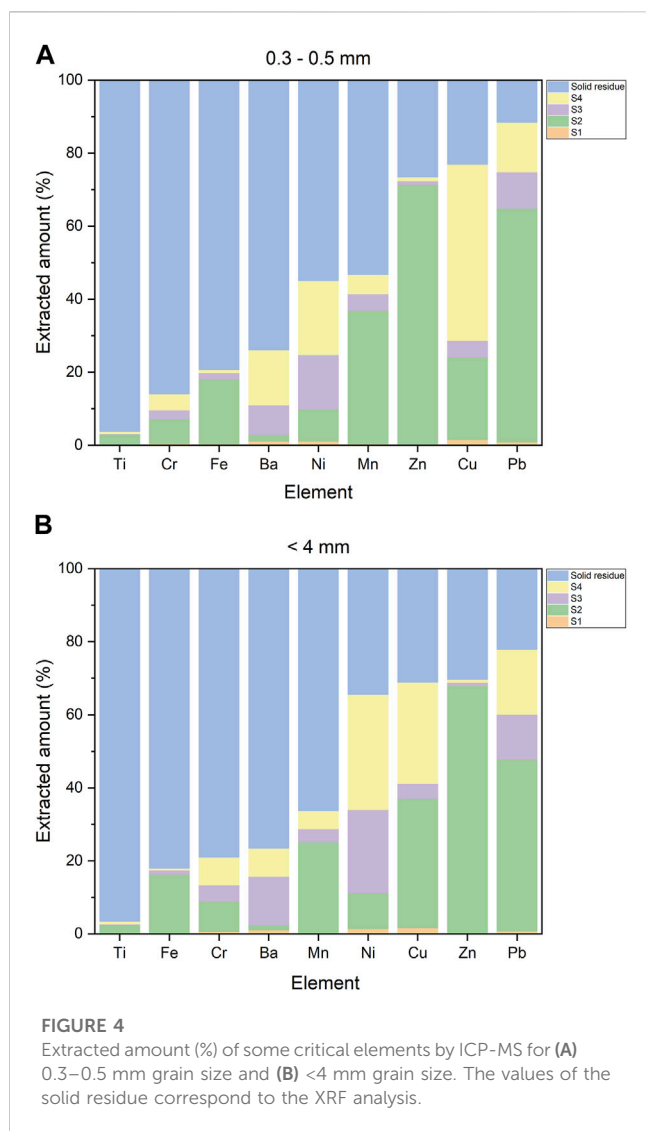 A
0.3 - 0.5 mm
100
80
60
40
20
0
Extracted amount (%)
Solid residue
S4
S3
S2
S1
Ti Cr Fe Ba Ni Mn Zn Cu Pb
Element
B
< 4 mm
100
80
60
40
20
0
Extracted amount (%)
Solid residue
S4
S3
S2
S1
Ti Fe Cr Ba Mn Ni Cu Zn Pb
Element
FIGURE 4
Extracted amount (%) of some critical elements by ICP-MS for (A)
0.3–0.5 mm grain size and (B) <4 mm grain size. The values of the
solid residue correspond to the XRF analysis.